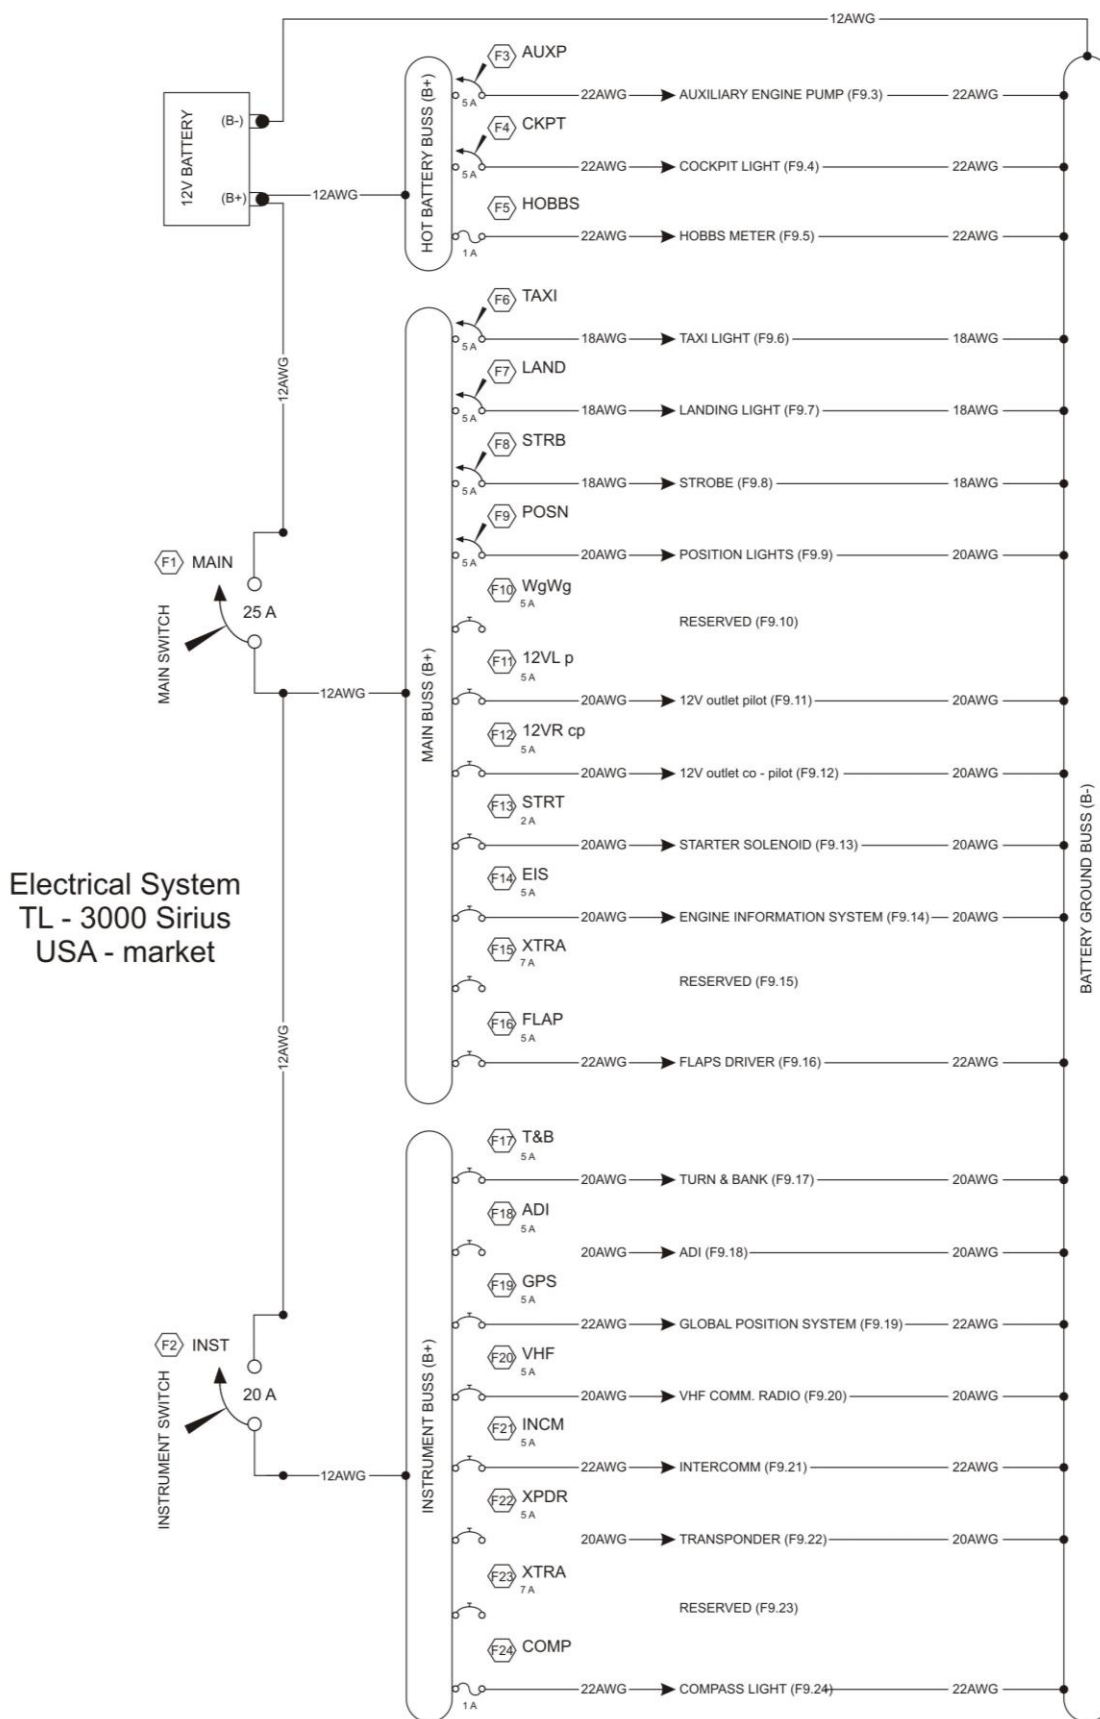 12AWG
F3 AUXP
5 A
22AWG AUXILIARY ENGINE PUMP (F9.3) 22AWG
F4 CKPT
5 A
22AWG COCKPIT LIGHT (F9.4) 22AWG
F5 HOBBS
1 A
22AWG HOBBS METER (F9.5) 22AWG
HOT BATTERY BUSS (B+)
12V BATTERY
(B-)
(B+)
12AWG
12AWG
F6 TAXI
5 A
18AWG TAXI LIGHT (F9.6) 18AWG
F7 LAND
5 A
18AWG LANDING LIGHT (F9.7) 18AWG
F8 STRB
5 A
18AWG STROBE (F9.8) 18AWG
F9 POSN
5 A
20AWG POSITION LIGHTS (F9.9) 20AWG
F1 MAIN
25 A
MAIN SWITCH
12AWG
MAIN BUSS (B+)
F10 WgWg
5 A
RESERVED (F9.10)
F11 12VL p
5 A
20AWG 12V outlet pilot (F9.11) 20AWG
F12 12VR cp
5 A
20AWG 12V outlet co - pilot (F9.12) 20AWG
F13 STRT
2 A
20AWG STARTER SOLENOID (F9.13) 20AWG
F14 EIS
5 A
20AWG ENGINE INFORMATION SYSTEM (F9.14) 20AWG
F15 XTRA
7 A
RESERVED (F9.15)
F16 FLAP
5 A
22AWG FLAPS DRIVER (F9.16) 22AWG
BATTERY GROUND BUSS (B-)
Electrical System
TL - 3000 Sirius
USA - market
12AWG
F17 T&B
5 A
20AWG TURN & BANK (F9.17) 20AWG
F18 ADI
5 A
20AWG ADI (F9.18) 20AWG
F19 GPS
5 A
22AWG GLOBAL POSITION SYSTEM (F9.19) 22AWG
F2 INST
20 A
INSTRUMENT SWITCH
12AWG
INSTRUMENT BUSS (B+)
F20 VHF
5 A
20AWG VHF COMM. RADIO (F9.20) 20AWG
F21 INCM
5 A
22AWG INTERCOMM (F9.21) 22AWG
F22 XPDR
5 A
20AWG TRANSPONDER (F9.22) 20AWG
F23 XTRA
7 A
RESERVED (F9.23)
F24 COMP
1 A
22AWG COMPASS LIGHT (F9.24) 22AWG